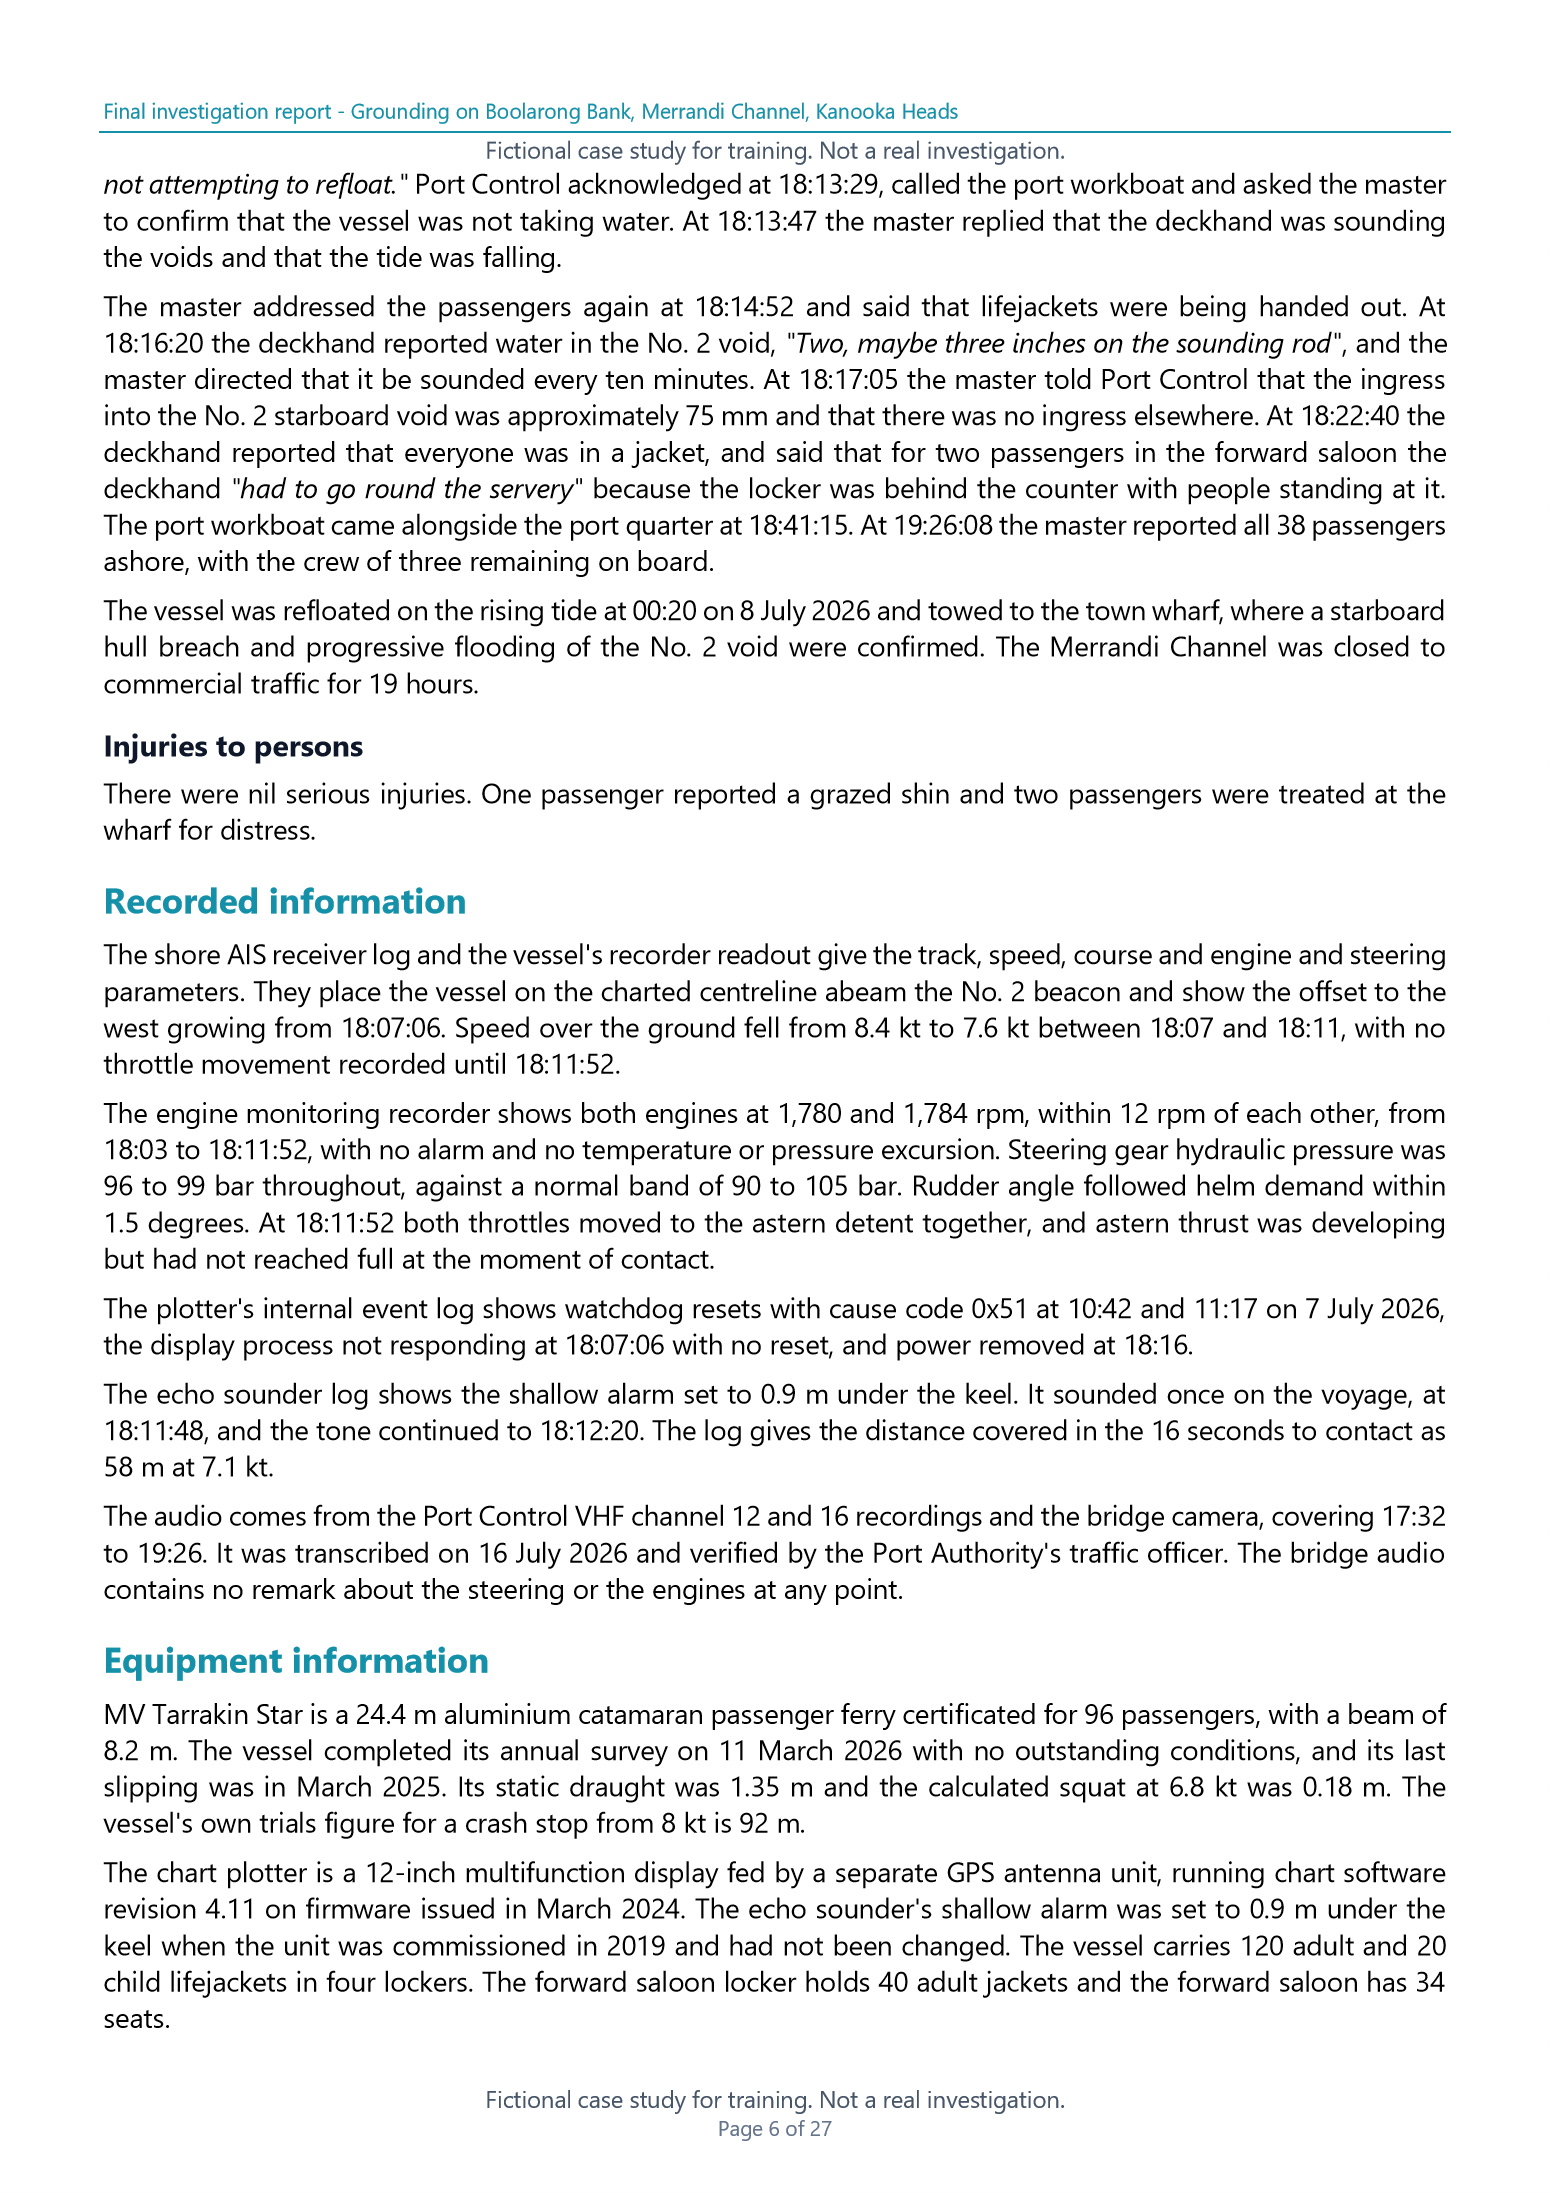 Final investigation report - Grounding on Boolarong Bank, Merrandi Channel, Kanooka Heads
Fictional case study for training. Not a real investigation.
not attempting to refloat." Port Control acknowledged at 18:13:29, called the port workboat and asked the master
to confirm that the vessel was not taking water. At 18:13:47 the master replied that the deckhand was sounding
the voids and that the tide was falling.
The master addressed the passengers again at 18:14:52 and said that lifejackets were being handed out. At
18:16:20 the deckhand reported water in the No. 2 void, "Two, maybe three inches on the sounding rod", and the
master directed that it be sounded every ten minutes. At 18:17:05 the master told Port Control that the ingress
into the No. 2 starboard void was approximately 75 mm and that there was no ingress elsewhere. At 18:22:40 the
deckhand reported that everyone was in a jacket, and said that for two passengers in the forward saloon the
deckhand "had to go round the servery" because the locker was behind the counter with people standing at it.
The port workboat came alongside the port quarter at 18:41:15. At 19:26:08 the master reported all 38 passengers
ashore, with the crew of three remaining on board.
The vessel was refloated on the rising tide at 00:20 on 8 July 2026 and towed to the town wharf, where a starboard
hull breach and progressive flooding of the No. 2 void were confirmed. The Merrandi Channel was closed to
commercial traffic for 19 hours.
Injuries to persons
There were nil serious injuries. One passenger reported a grazed shin and two passengers were treated at the
wharf for distress.
Recorded information
The shore AIS receiver log and the vessel's recorder readout give the track, speed, course and engine and steering
parameters. They place the vessel on the charted centreline abeam the No. 2 beacon and show the offset to the
west growing from 18:07:06. Speed over the ground fell from 8.4 kt to 7.6 kt between 18:07 and 18:11, with no
throttle movement recorded until 18:11:52.
The engine monitoring recorder shows both engines at 1,780 and 1,784 rpm, within 12 rpm of each other, from
18:03 to 18:11:52, with no alarm and no temperature or pressure excursion. Steering gear hydraulic pressure was
96 to 99 bar throughout, against a normal band of 90 to 105 bar. Rudder angle followed helm demand within
1.5 degrees. At 18:11:52 both throttles moved to the astern detent together, and astern thrust was developing
but had not reached full at the moment of contact.
The plotter's internal event log shows watchdog resets with cause code 0x51 at 10:42 and 11:17 on 7 July 2026,
the display process not responding at 18:07:06 with no reset, and power removed at 18:16.
The echo sounder log shows the shallow alarm set to 0.9 m under the keel. It sounded once on the voyage, at
18:11:48, and the tone continued to 18:12:20. The log gives the distance covered in the 16 seconds to contact as
58 m at 7.1 kt.
The audio comes from the Port Control VHF channel 12 and 16 recordings and the bridge camera, covering 17:32
to 19:26. It was transcribed on 16 July 2026 and verified by the Port Authority's traffic officer. The bridge audio
contains no remark about the steering or the engines at any point.
Equipment information
MV Tarrakin Star is a 24.4 m aluminium catamaran passenger ferry certificated for 96 passengers, with a beam of
8.2 m. The vessel completed its annual survey on 11 March 2026 with no outstanding conditions, and its last
slipping was in March 2025. Its static draught was 1.35 m and the calculated squat at 6.8 kt was 0.18 m. The
vessel's own trials figure for a crash stop from 8 kt is 92 m.
The chart plotter is a 12-inch multifunction display fed by a separate GPS antenna unit, running chart software
revision 4.11 on firmware issued in March 2024. The echo sounder's shallow alarm was set to 0.9 m under the
keel when the unit was commissioned in 2019 and had not been changed. The vessel carries 120 adult and 20
child lifejackets in four lockers. The forward saloon locker holds 40 adult jackets and the forward saloon has 34
seats.
Fictional case study for training. Not a real investigation.
Page 6 of 27